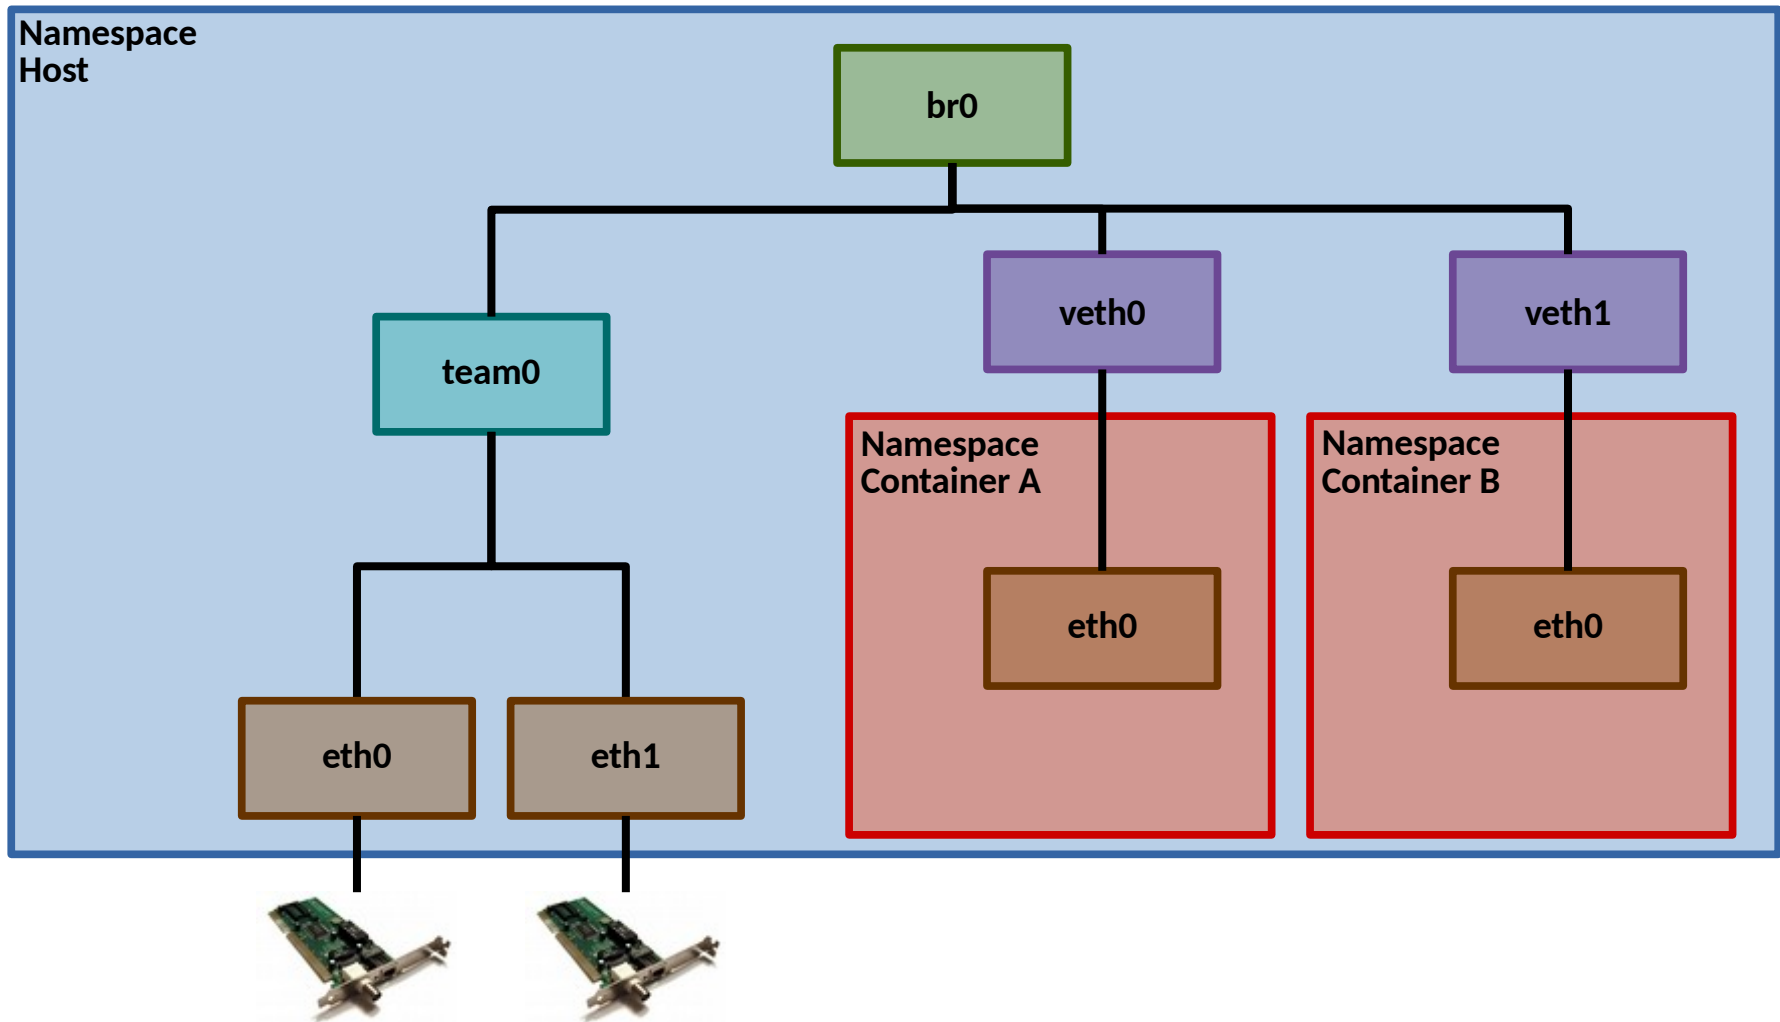 Namespace
Host
br0
veth0
veth1
team0
Namespace
Container A
Namespace
Container B
eth0
eth0
eth0
eth1